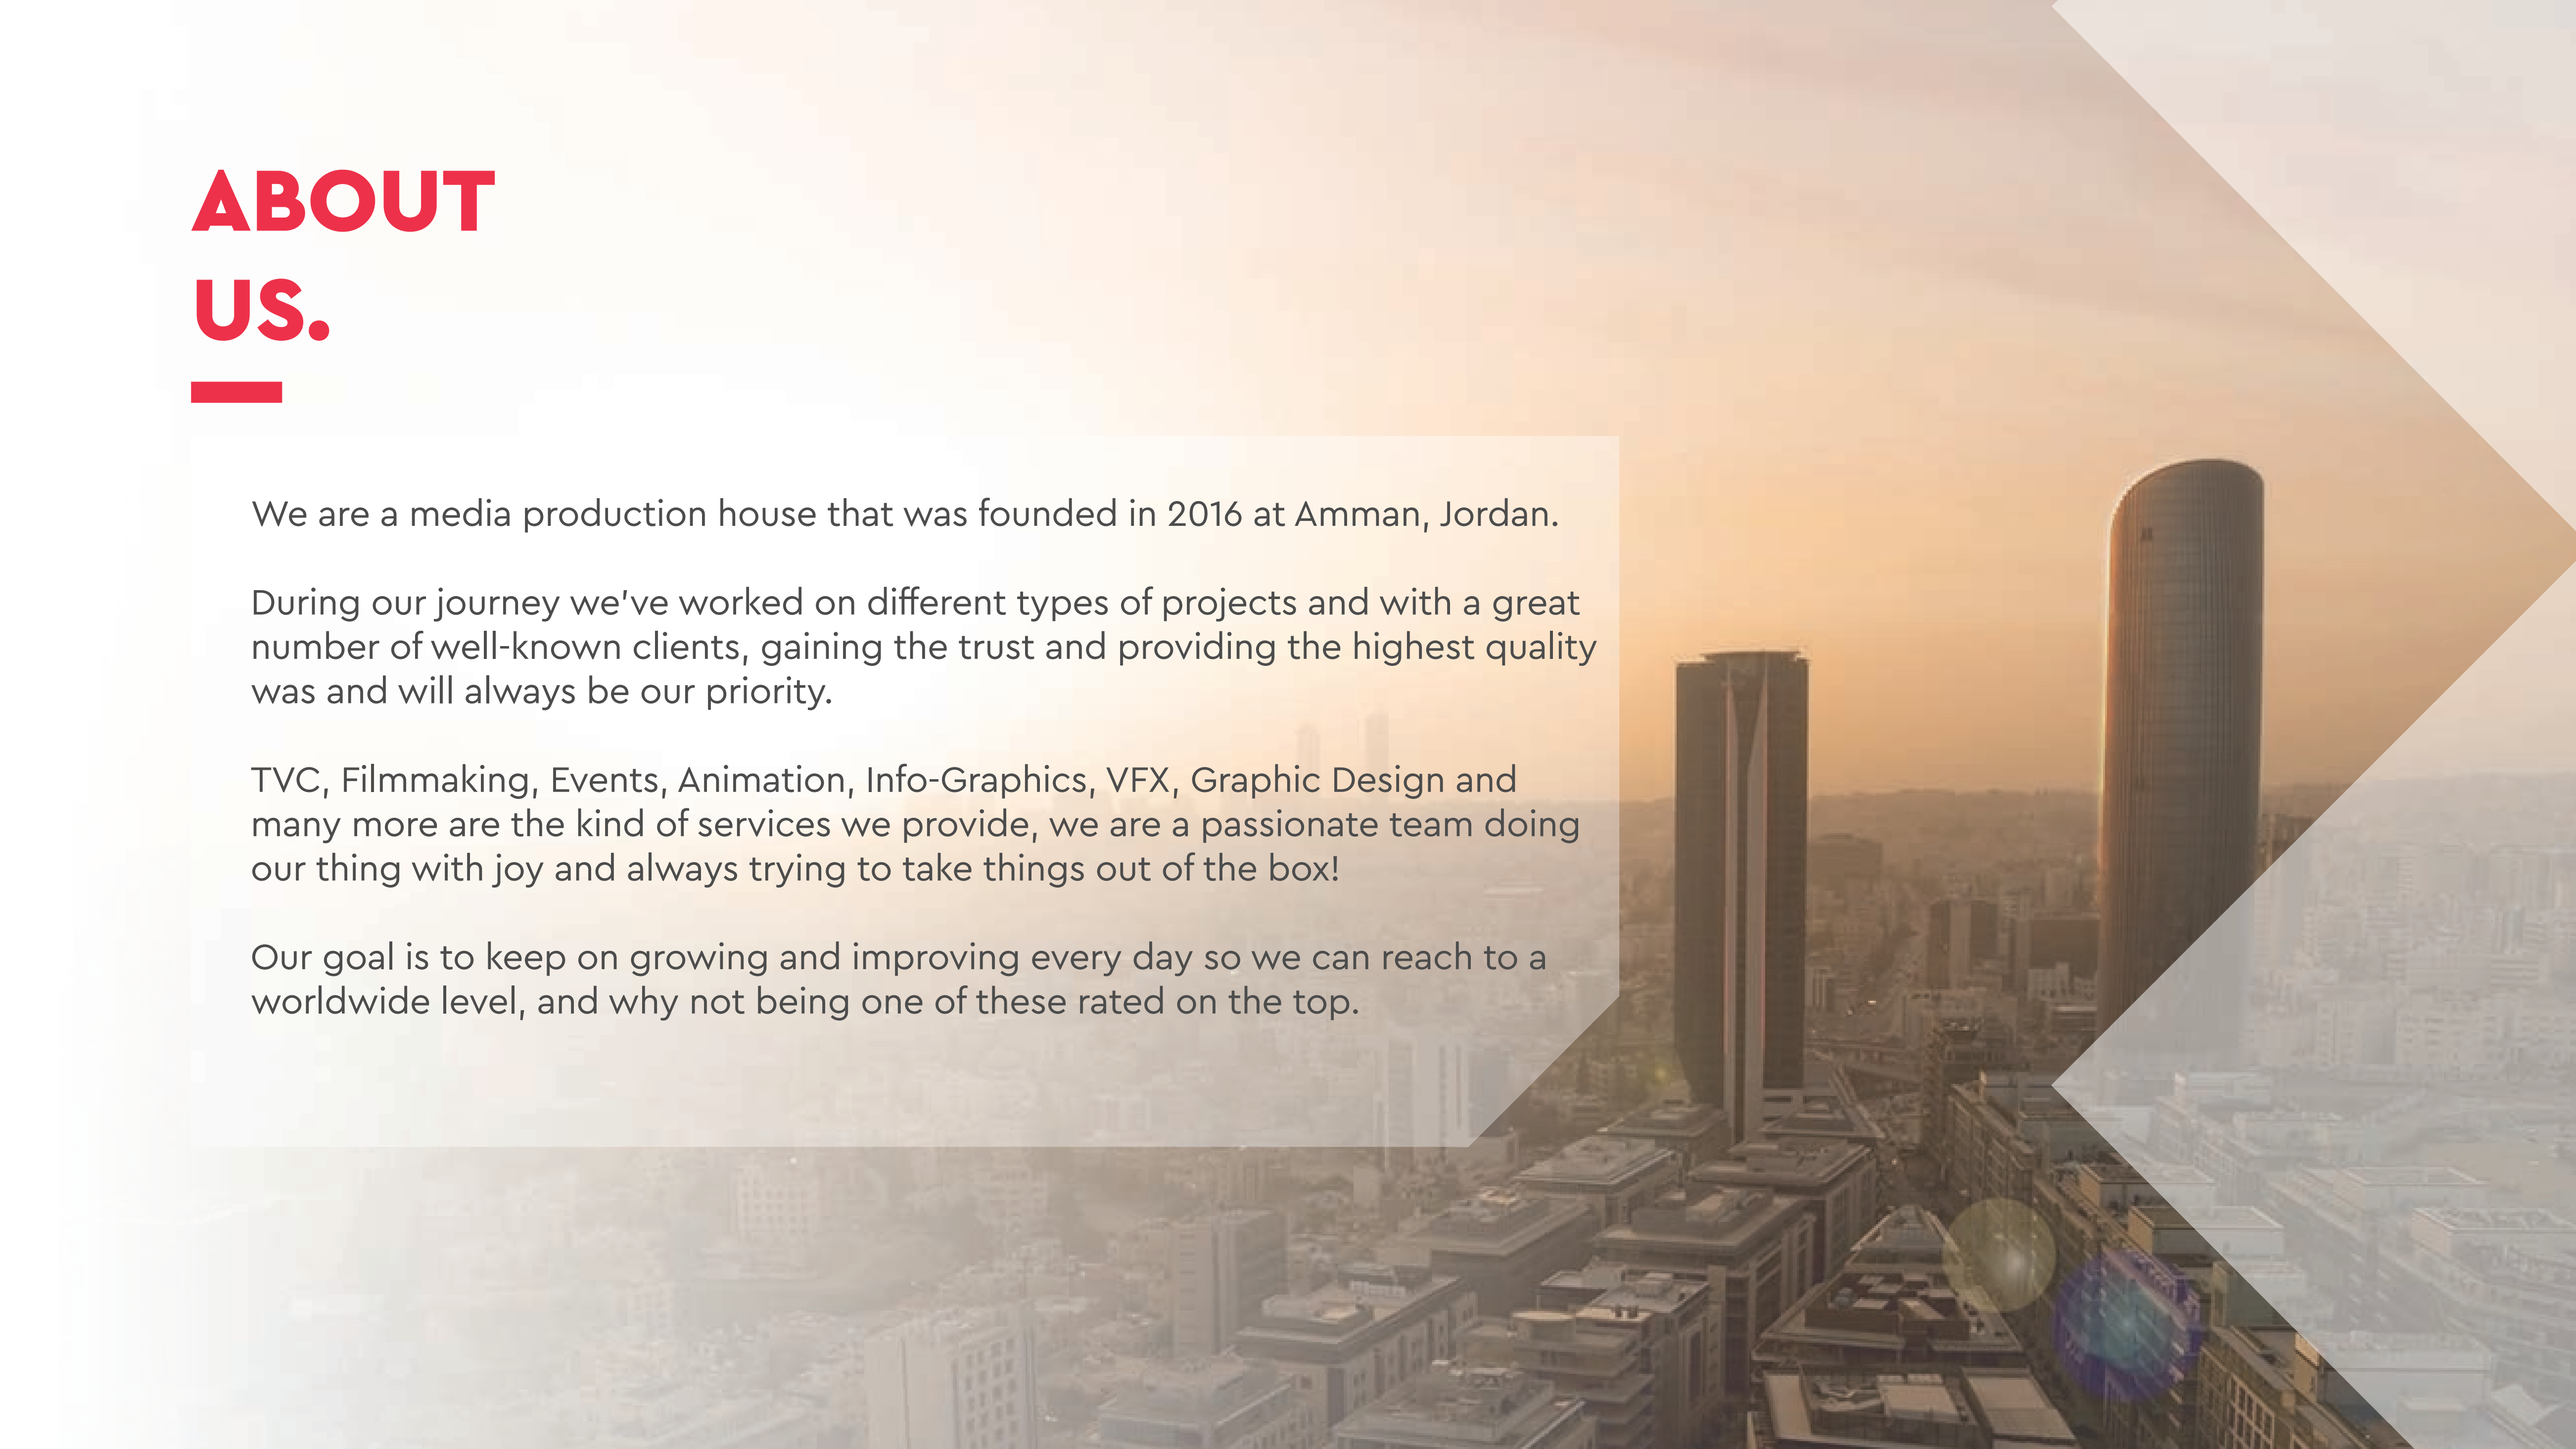 ABOUT
US.
We are a media production house that was founded in 2016 at Amman, Jordan.
During our journey we've worked on different types of projects and with a great
number of well-known clients, gaining the trust and providing the highest quality
was and will always be our priority.
TVC, Filmmaking, Events, Animation, Info-Graphics, VFX, Graphic Design and
many more are the kind of services we provide, we are a passionate team doing
our thing with joy and always trying to take things out of the box!
Our goal is to keep on growing and improving every day so we can reach to a
worldwide level, and why not being one of these rated on the top.